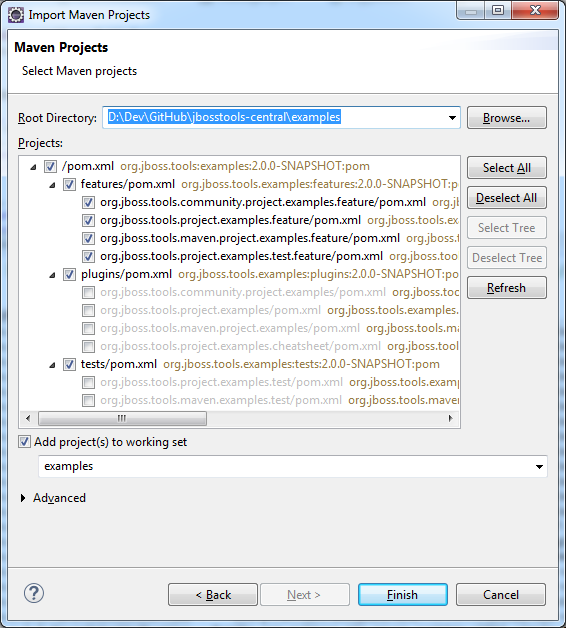 Import Maven Projects
Maven Projects
Select Maven projects
Root Directory: D:\Dev\GitHub\jbosstools-central\examples Browse...
Projects:
/pom.xml org.jboss.tools:examples:2.0.0-SNAPSHOT:pom Select All
features/pom.xml org.jboss.tools.examples:features:2.0.0-SNAPSHOT:p
org.jboss.tools.community.project.examples.feature/pom.xml org Deselect All
org.jboss.tools.project.examples.feature/pom.xml org.jboss.tools.ex
org.jboss.tools.maven.project.examples.feature/pom.xml org.jboss.to Select Tree
org.jboss.tools.project.examples.test.feature/pom.xml org.jboss.tool Deselect Tree
plugins/pom.xml org.jboss.tools.examples:plugins:2.0.0-SNAPSHOT:pom
org.jboss.tools.community.project.examples/pom.xml org.jboss.to Refresh
org.jboss.tools.project.examples/pom.xml org.jboss.tools.example
org.jboss.tools.maven.project.examples/pom.xml org.jboss.tools.ma
org.jboss.tools.project.examples.cheatsheet/pom.xml org.jboss.tools
tests/pom.xml org.jboss.tools.examples:tests:2.0.0-SNAPSHOT:pom
org.jboss.tools.project.examples.test/pom.xml org.jboss.tools.exam
org.jboss.tools.maven.examples.test/pom.xml org.jboss.tools.maven
Add project(s) to working set
examples
Advanced
? < Back Next > Finish Cancel